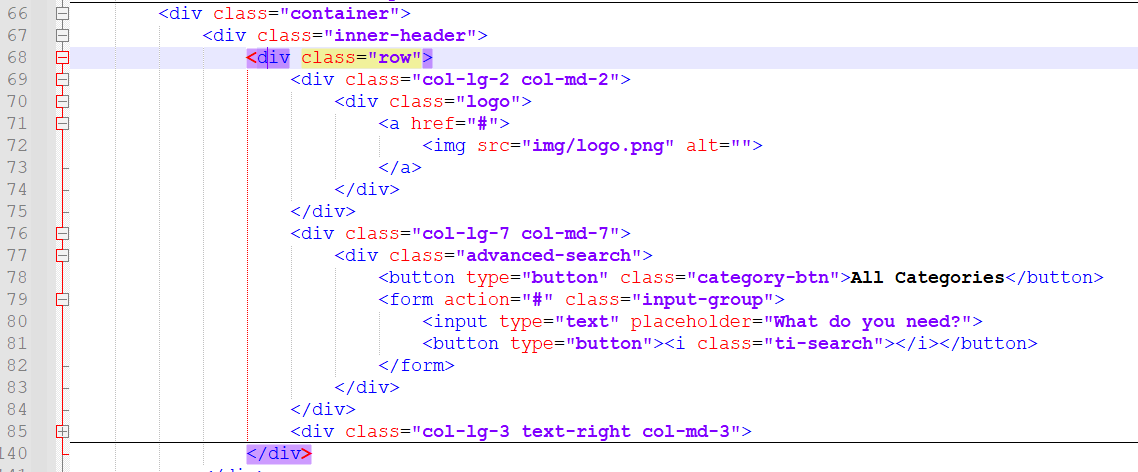 66 <div class="container">
67 <div class="inner-header">
68 <div class="row">
69 <div class="col-lg-2 col-md-2">
70 <div class="logo">
71 <a href="#">
72 <img src="img/logo.png" alt="">
73 </a>
74 </div>
75 </div>
76 <div class="col-lg-7 col-md-7">
77 <div class="advanced-search">
78 <button type="button" class="category-btn">All Categories</button>
79 <form action="#" class="input-group">
80 <input type="text" placeholder="What do you need?">
81 <button type="button"><i class="ti-search"></i></button>
82 </form>
83 </div>
84 </div>
85 <div class="col-lg-3 text-right col-md-3">
140 </div>